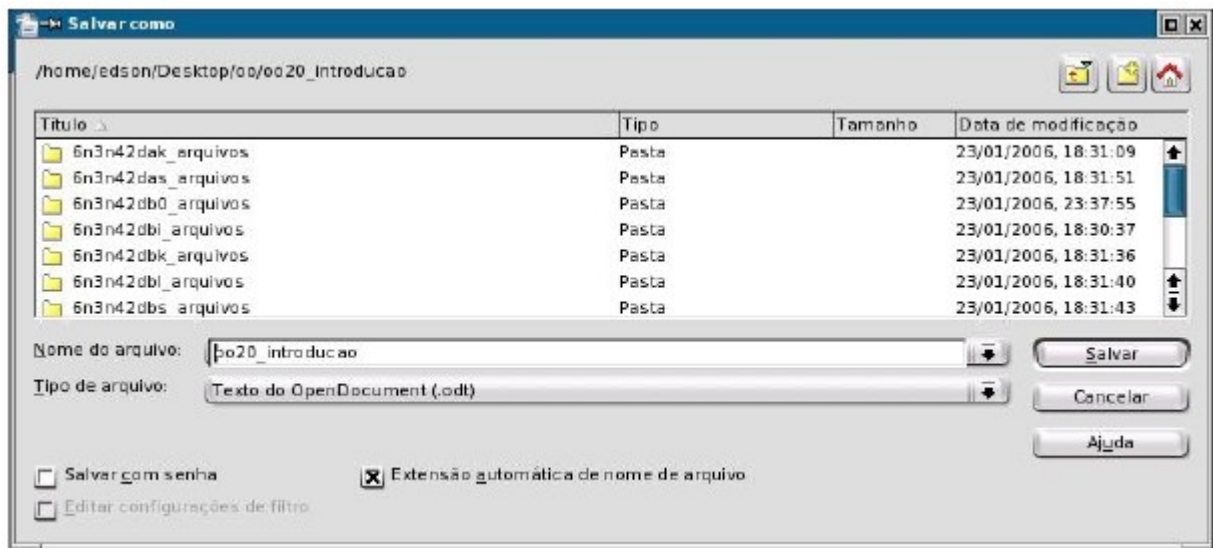 Salvar como
/home/edson/Desktop/oo/oo20_introducao
Título Tipo Tamanho Data de modificação
6n3n42dak_arquivos Pasta 23/01/2006, 18:31:09
6n3n42das_arquivos Pasta 23/01/2006, 18:31:51
6n3n42db0_arquivos Pasta 23/01/2006, 23:37:55
6n3n42dbi_arquivos Pasta 23/01/2006, 18:30:37
6n3n42dbk_arquivos Pasta 23/01/2006, 18:31:36
6n3n42dbl_arquivos Pasta 23/01/2006, 18:31:40
6n3n42dbs_arquivos Pasta 23/01/2006, 18:31:43
Nome do arquivo: oo20_introducao Salvar
Tipo de arquivo: Texto do OpenDocument (.odt) Cancelar
Ajuda
Salvar com senha Extensão automática de nome de arquivo
Editar configurações de filtro